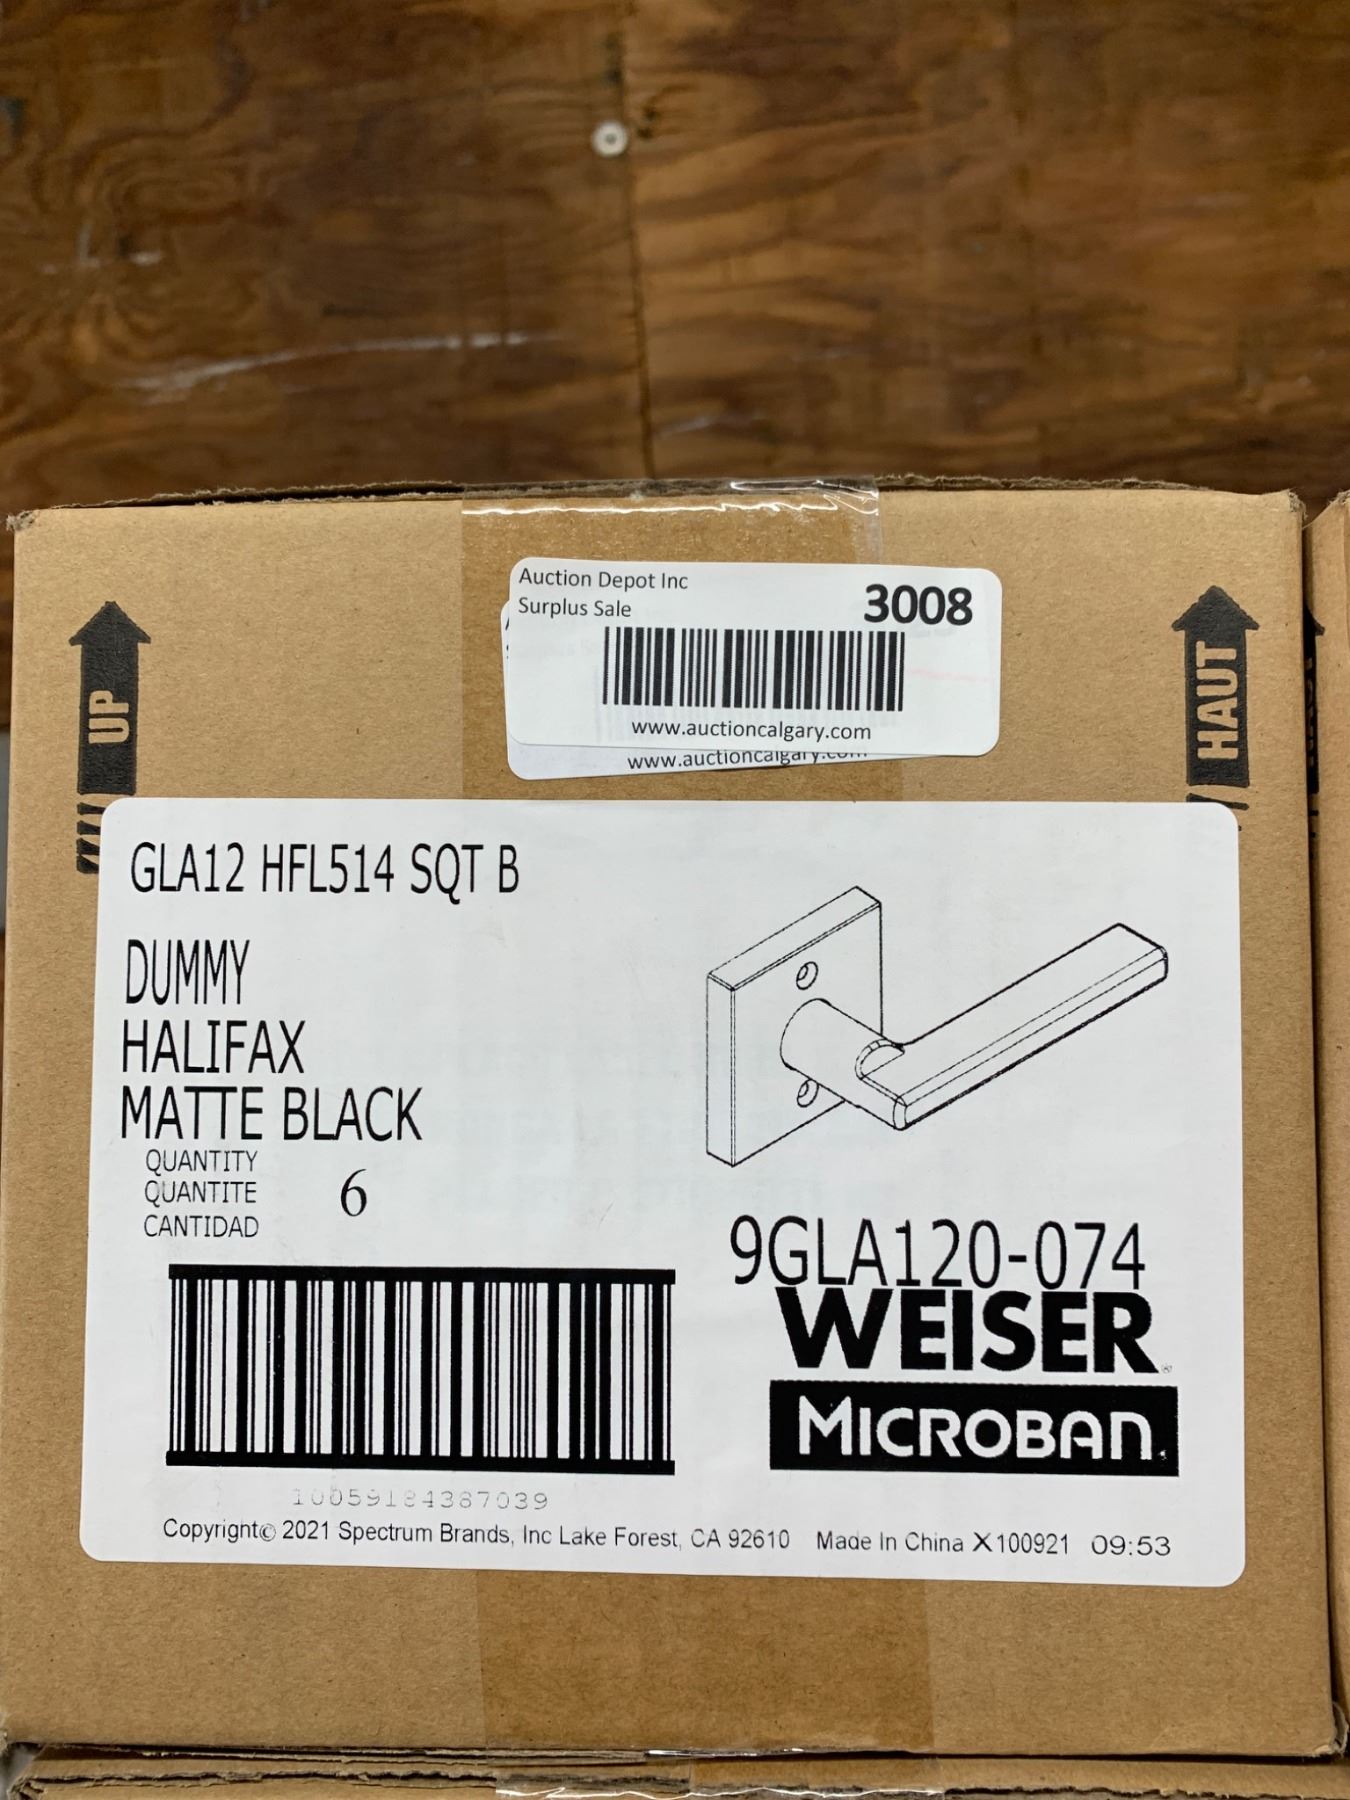 Auction Depot Inc
Surplus Sale
3008
www.auctioncalgary.com
www.auctioncalgary.com
UP
HAUT
GLA12 HFL514 SQT B
DUMMY
HALIFAX
MATTE BLACK
QUANTITY
QUANTITE
CANTIDAD
6
9GLA120-074
WEISER®
MICROBAN.
10059184387039
Copyright© 2021 Spectrum Brands, Inc Lake Forest, CA 92610 Made In China X100921 09:53